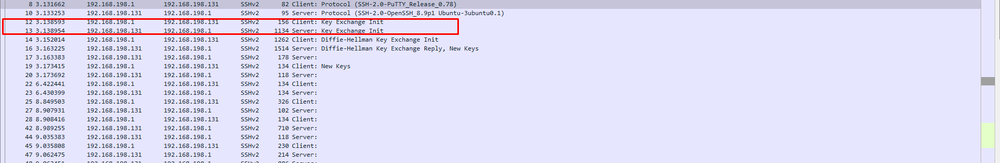 8 3.131662 192.168.198.1 192.168.198.131 SSHv2 82 Client: Protocol (SSH-2.0-PuTTY_Release_0.78)
10 3.133253 192.168.198.131 192.168.198.1 SSHv2 95 Server: Protocol (SSH-2.0-OpenSSH_8.9p1 Ubuntu-3ubuntu0.1)
12 3.138593 192.168.198.1 192.168.198.131 SSHv2 156 Client: Key Exchange Init
13 3.138954 192.168.198.131 192.168.198.1 SSHv2 1134 Server: Key Exchange Init
14 3.152014 192.168.198.1 192.168.198.131 SSHv2 1262 Client: Diffie-Hellman Key Exchange Init
16 3.163225 192.168.198.131 192.168.198.1 SSHv2 1514 Server: Diffie-Hellman Key Exchange Reply, New Keys
17 3.163383 192.168.198.131 192.168.198.1 SSHv2 178 Server:
19 3.173415 192.168.198.1 192.168.198.131 SSHv2 134 Client: New Keys
20 3.173692 192.168.198.131 192.168.198.1 SSHv2 118 Server:
22 6.422441 192.168.198.1 192.168.198.131 SSHv2 134 Client:
23 6.430399 192.168.198.131 192.168.198.1 SSHv2 134 Server:
25 8.849503 192.168.198.1 192.168.198.131 SSHv2 326 Client:
27 8.907931 192.168.198.131 192.168.198.1 SSHv2 102 Server:
28 8.908416 192.168.198.1 192.168.198.131 SSHv2 134 Client:
42 8.989255 192.168.198.131 192.168.198.1 SSHv2 710 Server:
44 9.035383 192.168.198.131 192.168.198.1 SSHv2 118 Server:
45 9.035808 192.168.198.1 192.168.198.131 SSHv2 230 Client:
47 9.062475 192.168.198.131 192.168.198.1 SSHv2 214 Server:
192.168.198.131 192.168.198.1 SSHv2 Server: